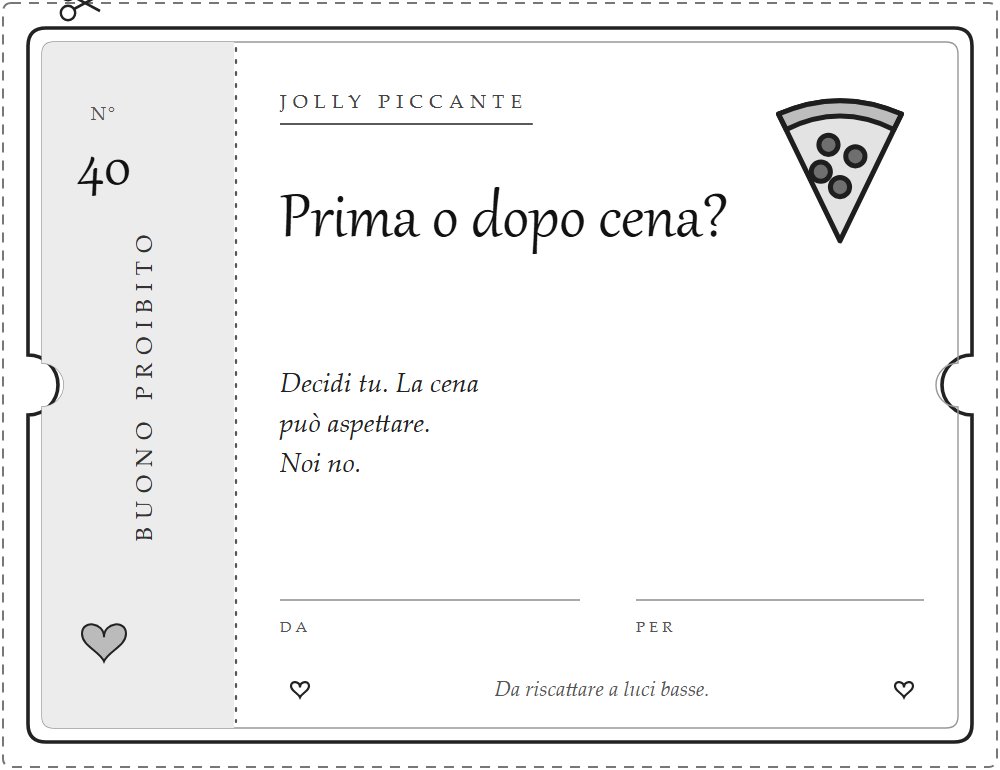 N°
40
BUONO PROIBITO
JOLLY PICCANTE
Prima o dopo cena?
Decidi tu. La cena
può aspettare.
Noi no.
DA
PER
Da riscattare a luci basse.